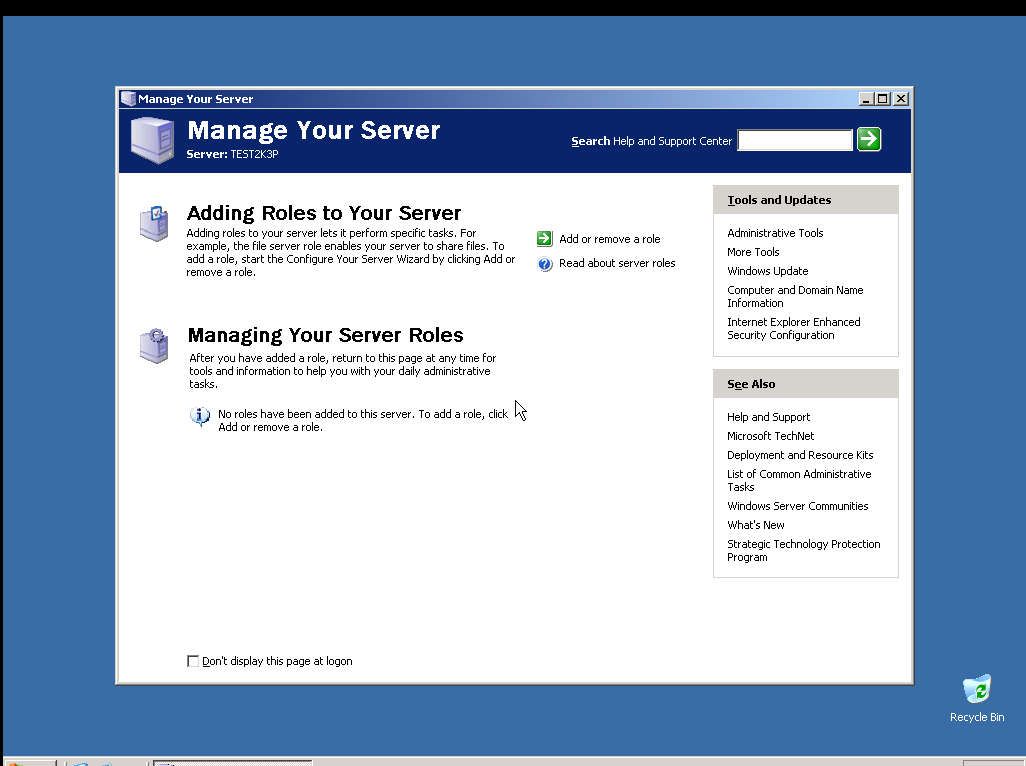 Manage Your Server
Manage Your Server
Server: TEST2K3P
Search Help and Support Center
Adding Roles to Your Server
Adding roles to your server lets it perform specific tasks. For
example, the file server role enables your server to share files. To
add a role, start the Configure Your Server Wizard by clicking Add or
remove a role.
Add or remove a role
Read about server roles
Managing Your Server Roles
After you have added a role, return to this page at any time for
tools and information to help you with your daily administrative
tasks.
No roles have been added to this server. To add a role, click
Add or remove a role.
Don't display this page at logon
Tools and Updates
Administrative Tools
More Tools
Windows Update
Computer and Domain Name
Information
Internet Explorer Enhanced
Security Configuration
See Also
Help and Support
Microsoft TechNet
Deployment and Resource Kits
List of Common Administrative
Tasks
Windows Server Communities
What's New
Strategic Technology Protection
Program
Recycle Bin